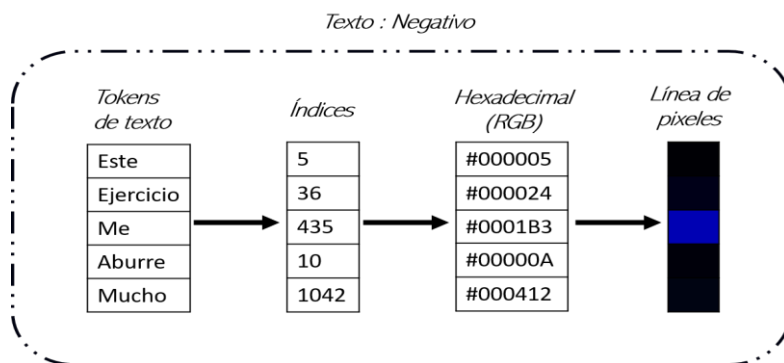 Texto : Negativo
Tokens
de texto
Índices
Hexadecimal
(RGB)
Línea de
pixeles
Este
5
#000005
Ejercicio
36
#000024
Me
435
#0001B3
Aburre
10
#00000A
Mucho
1042
#000412